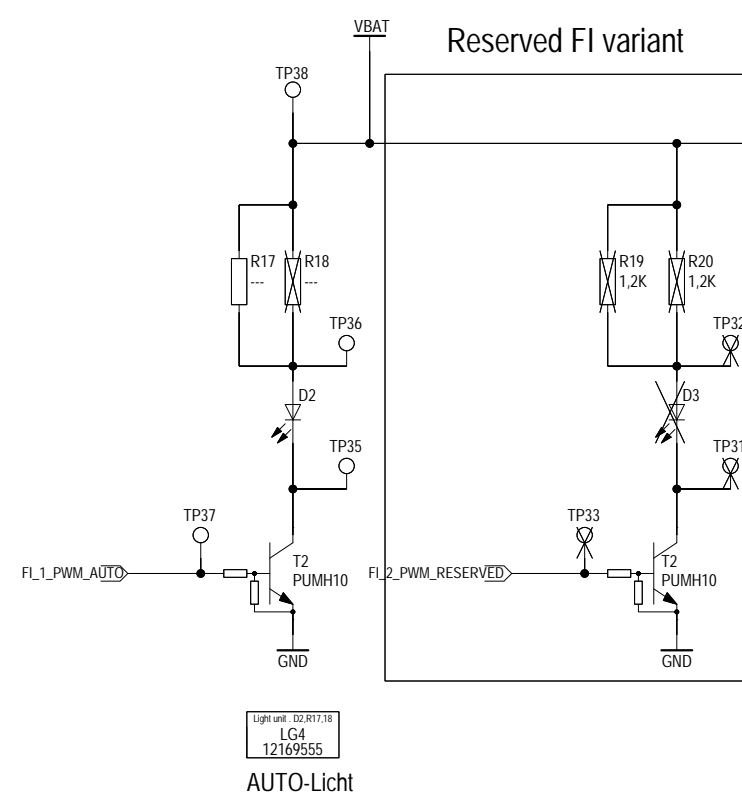 VBAT
Reserved FI variant
TP38
R17
---
R18
---
R19
1,2K
R20
1,2K
TP36
TP32
D2
D3
TP35
TP31
TP37
TP33
FI_1_PWM_AUTO
T2
PUMH10
FI_2_PWM_RESERVED
T2
PUMH10
GND
GND
Light unit . D2,R17,18
LG4
12169555
AUTO-Licht